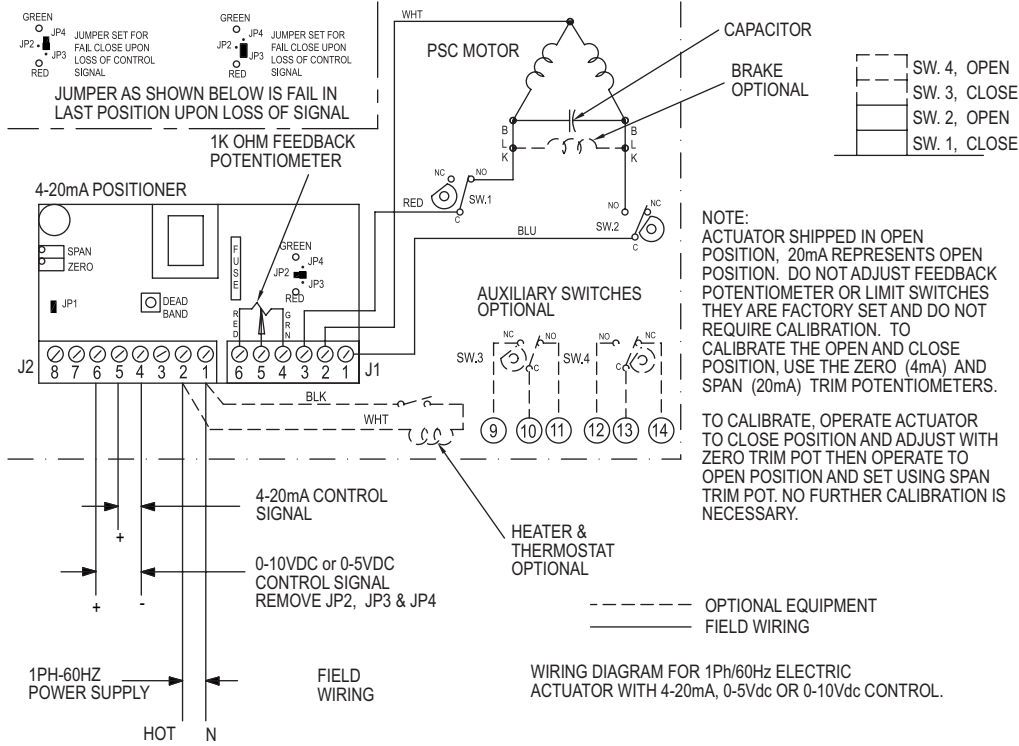 GREEN
JP4
JP2
JP3
RED
JUMPER SET FOR
FAIL CLOSE UPON
LOSS OF CONTROL
SIGNAL
GREEN
JP4
JP2
JP3
RED
JUMPER SET FOR
FAIL CLOSE UPON
LOSS OF CONTROL
SIGNAL
JUMPER AS SHOWN BELOW IS FAIL IN
LAST POSITION UPON LOSS OF SIGNAL
WHT
PSC MOTOR
CAPACITOR
BRAKE
OPTIONAL
B
L
K
B
L
K
SW. 4, OPEN
SW. 3, CLOSE
SW. 2, OPEN
SW. 1, CLOSE
1K OHM FEEDBACK
POTENTIOMETER
4-20mA POSITIONER
SPAN
ZERO
JP1
DEAD
BAND
FUSE
GREEN
JP4
JP2
JP3
RED
RED
GRN
J2
8 7 6 5 4 3 2 1
6 5 4 3 2 1
J1
NC
NO
RED
C
SW.1
BLU
NO
NC
SW.2
C
AUXILIARY SWITCHES
OPTIONAL
NC
NO
SW.3
C
SW.4
NC
NO
C
9 10 11 12 13 14
BLK
WHT
HEATER &
THERMOSTAT
OPTIONAL
NOTE:
ACTUATOR SHIPPED IN OPEN
POSITION, 20mA REPRESENTS OPEN
POSITION. DO NOT ADJUST FEEDBACK
POTENTIOMETER OR LIMIT SWITCHES
THEY ARE FACTORY SET AND DO NOT
REQUIRE CALIBRATION. TO
CALIBRATE THE OPEN AND CLOSE
POSITION, USE THE ZERO (4mA) AND
SPAN (20mA) TRIM POTENTIOMETERS.
TO CALIBRATE, OPERATE ACTUATOR
TO CLOSE POSITION AND ADJUST WITH
ZERO TRIM POT THEN OPERATE TO
OPEN POSITION AND SET USING SPAN
TRIM POT. NO FURTHER CALIBRATION IS
NECESSARY.
4-20mA CONTROL
SIGNAL
+
0-10VDC or 0-5VDC
CONTROL SIGNAL
REMOVE JP2, JP3 & JP4
+ -
1PH-60HZ
POWER SUPPLY
FIELD
WIRING
HOT N
OPTIONAL EQUIPMENT
FIELD WIRING
WIRING DIAGRAM FOR 1Ph/60Hz ELECTRIC
ACTUATOR WITH 4-20mA, 0-5Vdc OR 0-10Vdc CONTROL.